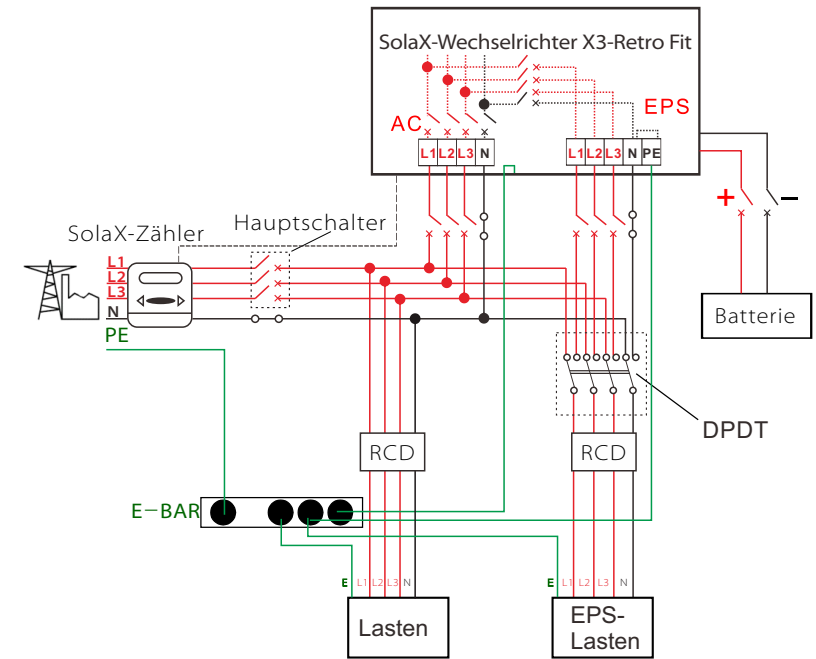 SolaX-Wechselrichter X3-Retro Fit
AC
EPS
L1 L2 L3 N
L1 L2 L3 N PE
+ −
SolaX-Zähler
Hauptschalter
L1
L2
L3
N
PE
Batterie
DPDT
RCD
RCD
E−BAR
E L1 L2 L3 N
E L1 L2 L3 N
Lasten
EPS-
Lasten